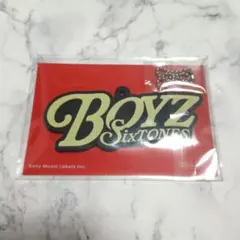 BOYZ
SixTONES
Sony Music Labels Inc.